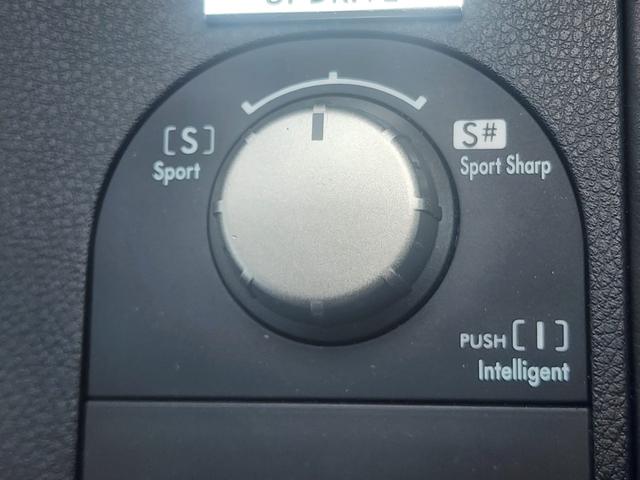 [S]
Sport
S#
Sport Sharp
PUSH [I]
Intelligent